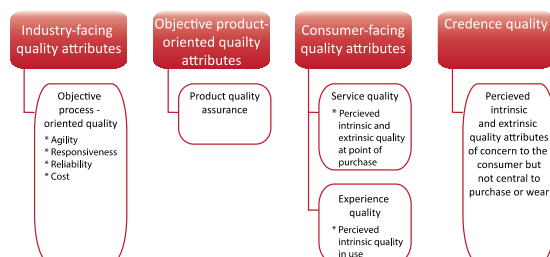 Industry-facing
quality attributes
Objective process -
oriented quality
* Agility
* Responsiveness
* Reliability
* Cost
Objective product-
oriented quailty
attributes
Product quality
assurance
Consumer-facing
quality attributes
Service quality
* Percieved
intrinsic and
extrinsic quality
at point of
purchase
Experience
quality
* Percieved
intrinsic quality
in use
Credence quality
Percieved
intrinsic
and extrinsic
quality attributes
of concern to the
consumer but
not central to
purchase or wear